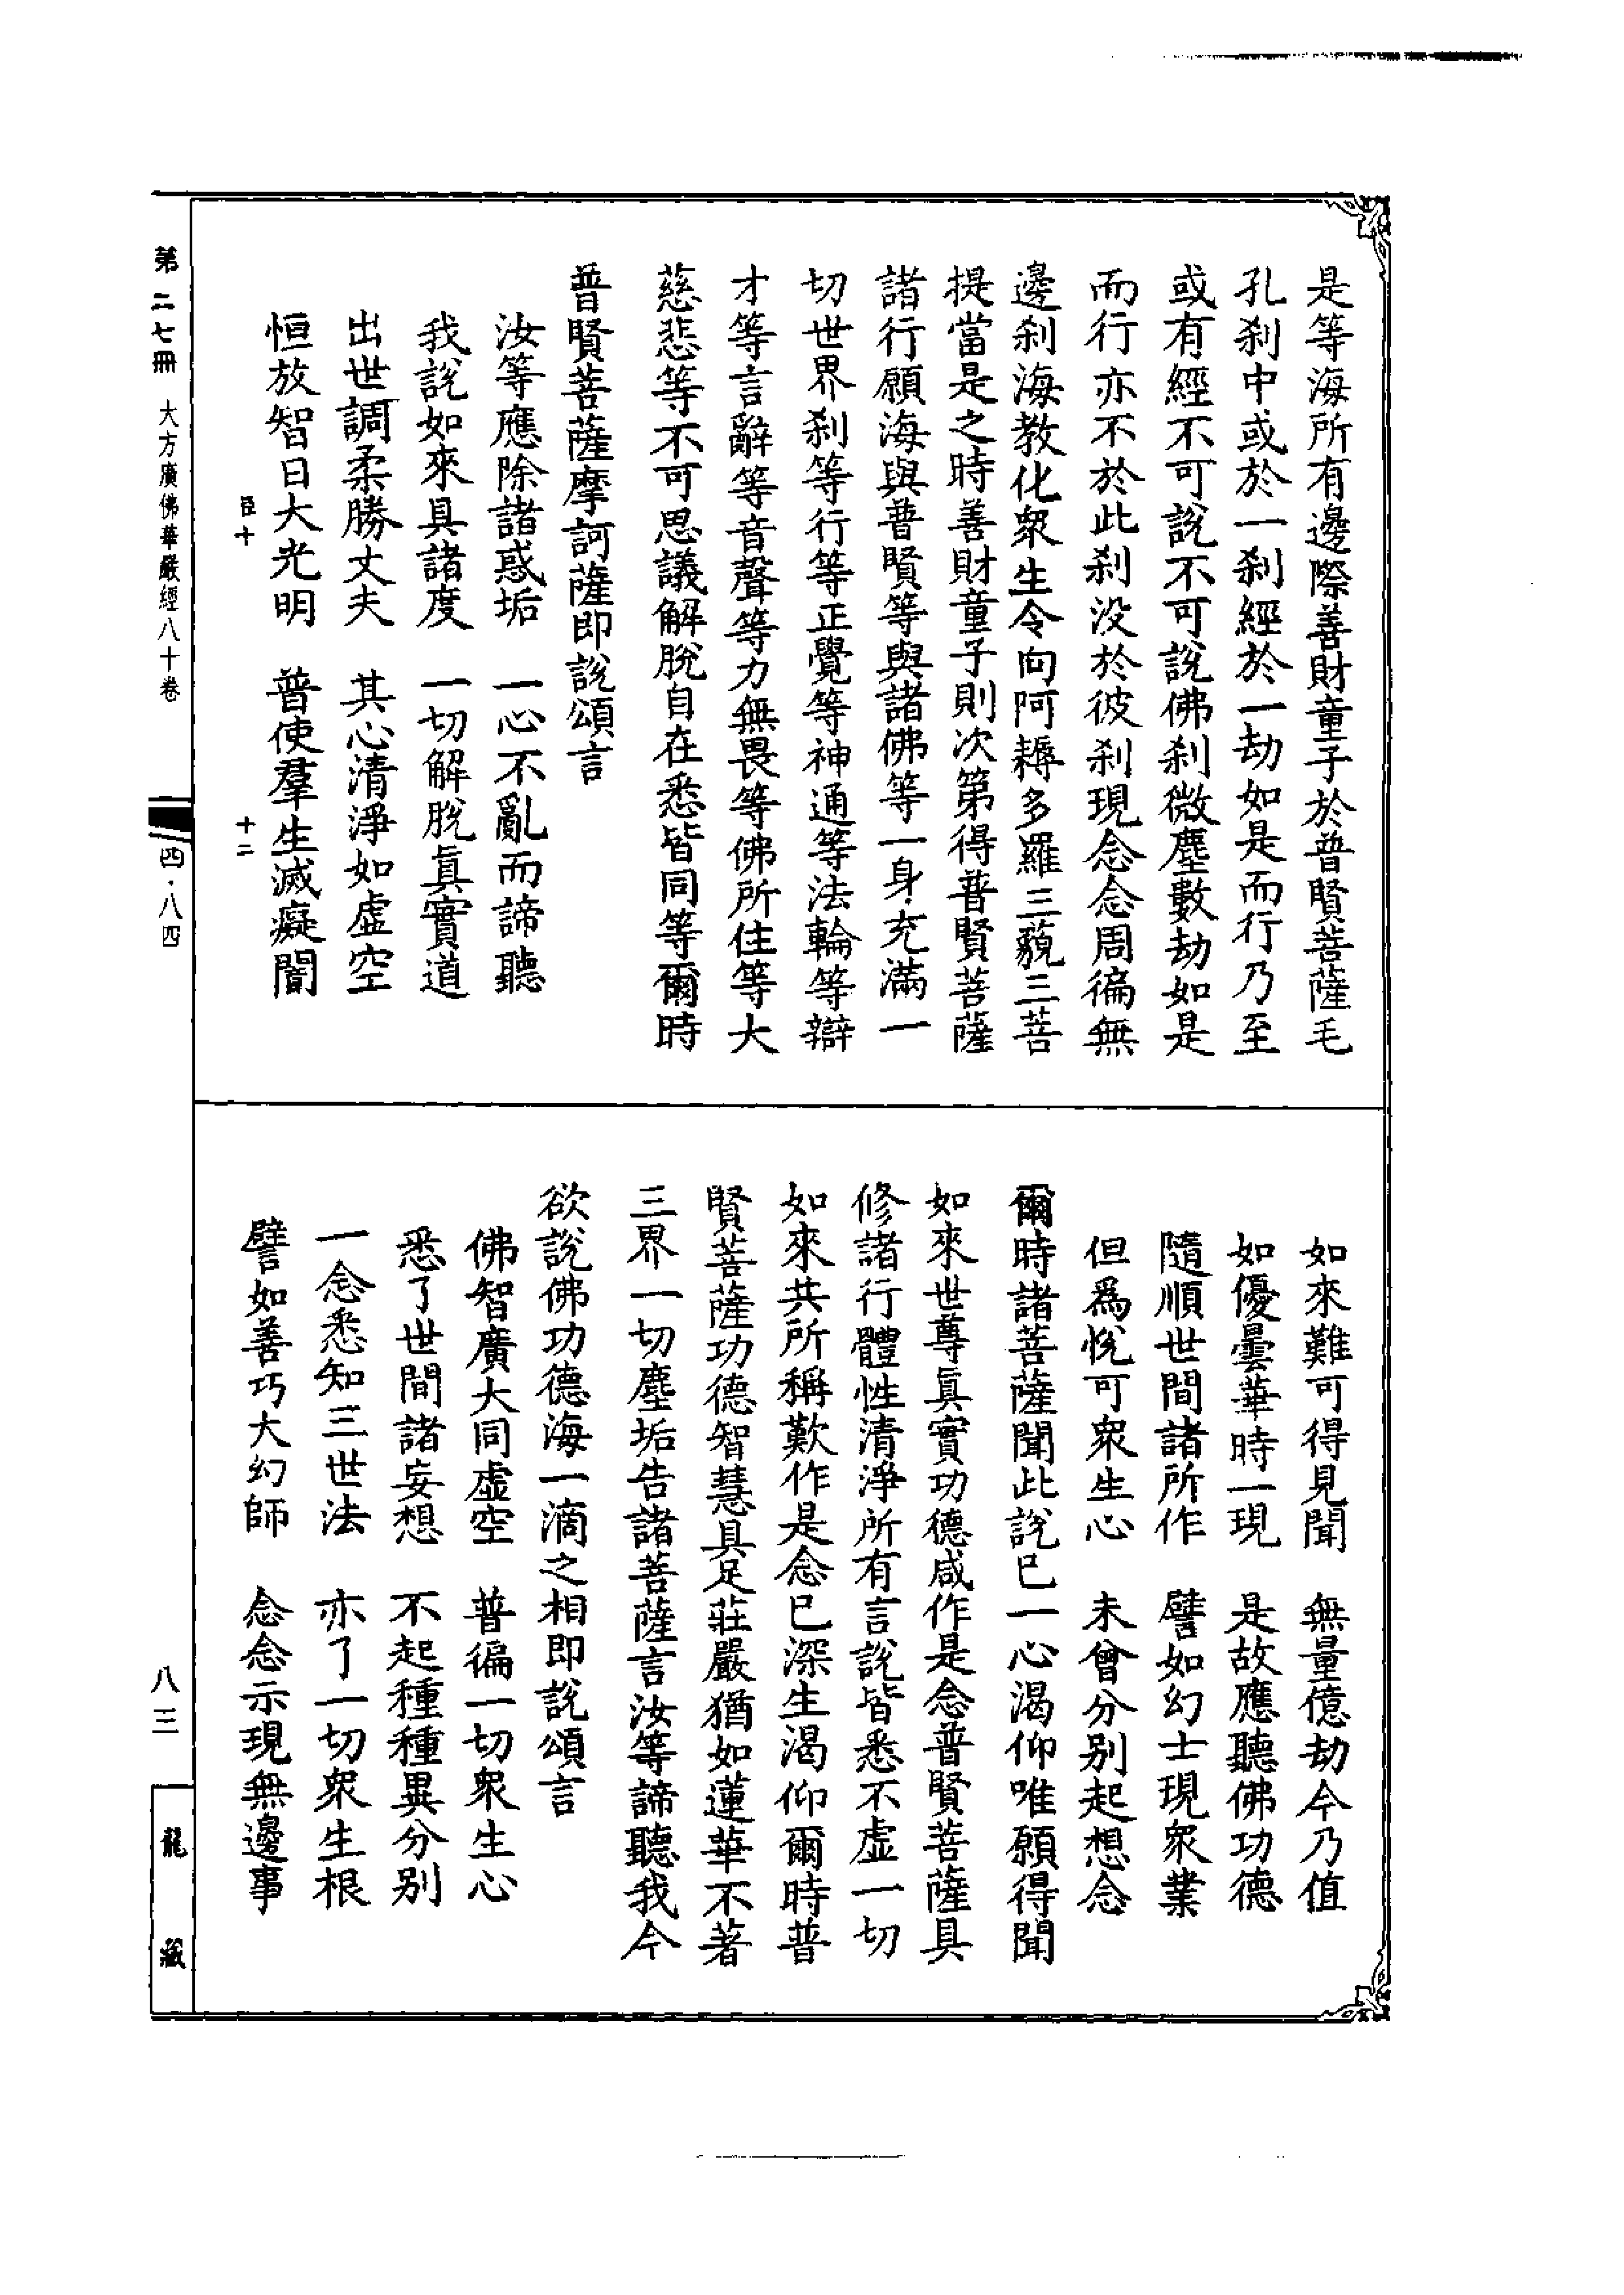 是等海所有邊際善財童子於普賢菩薩毛
孔刹中或於一刹經於一劫如是而行乃至
或有經不可說不可說佛刹微塵數劫如是
而行亦不於此刹没於彼刹現念念周徧無
邊刹海教化衆生令向阿耨多羅三藐三菩
提當是之時善財童子則次第得普賢菩薩
諸行願海與普賢等與諸佛等一身充滿一
切世界刹等行等正覺等神通等法輪等辯
才等言辭等音聲等力無畏等佛所住等大
慈悲等不可思議解脫自在悉皆同等爾時
普賢菩薩摩訶薩即說頌言
汝等應除諸惑垢　一心不亂而諦聽
我說如來具諸度　一切解脫眞實道
出世調柔勝丈夫　其心清淨如虛空
恒放智日大光明　普使羣生滅癡闇
如來難可得見聞　無量億劫今乃值
如優曇華時一現　是故應聽佛功德
隨順世間諸所作　譬如幻士現衆業
但爲悅可衆生心　未曾分別起想念
爾時諸菩薩聞此說已一心渴仰唯願得聞
如來世尊眞實功德咸作是念普賢菩薩具
修諸行體性清淨所有言說皆悉不虛一切
如來共所稱歎作是念已深生渴仰爾時普
賢菩薩功德智慧具足莊嚴猶如蓮華不著
三界一切塵垢告諸菩薩言汝等諦聽我今
欲說佛功德海一滴之相即說頌言
佛智廣大同虛空　普徧一切衆生心
悉了世間諸妄想　不起種種異分別
一念悉知三世法　亦了一切衆生根
譬如善巧大幻師　念念示現無邊事
臣十　十二
第二七冊　大方廣佛華嚴經八十卷　四·八四
八三　龍藏